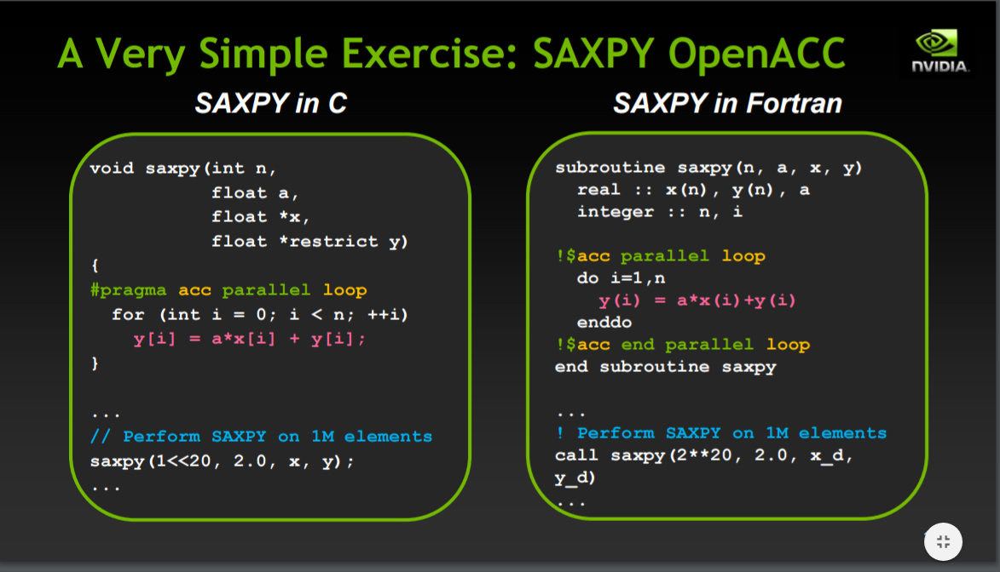 A Very Simple Exercise: SAXPY OpenACC
NVIDIA.
SAXPY in C
void saxpy(int n,
           float a,
           float *x,
           float *restrict y)
{
#pragma acc parallel loop
  for (int i = 0; i < n; ++i)
    y[i] = a*x[i] + y[i];
}
...
// Perform SAXPY on 1M elements
saxpy(1<<20, 2.0, x, y);
...
SAXPY in Fortran
subroutine saxpy(n, a, x, y)
  real :: x(n), y(n), a
  integer :: n, i
!$acc parallel loop
  do i=1,n
    y(i) = a*x(i)+y(i)
  enddo
!$acc end parallel loop
end subroutine saxpy
...
! Perform SAXPY on 1M elements
call saxpy(2**20, 2.0, x_d,
y_d)
...